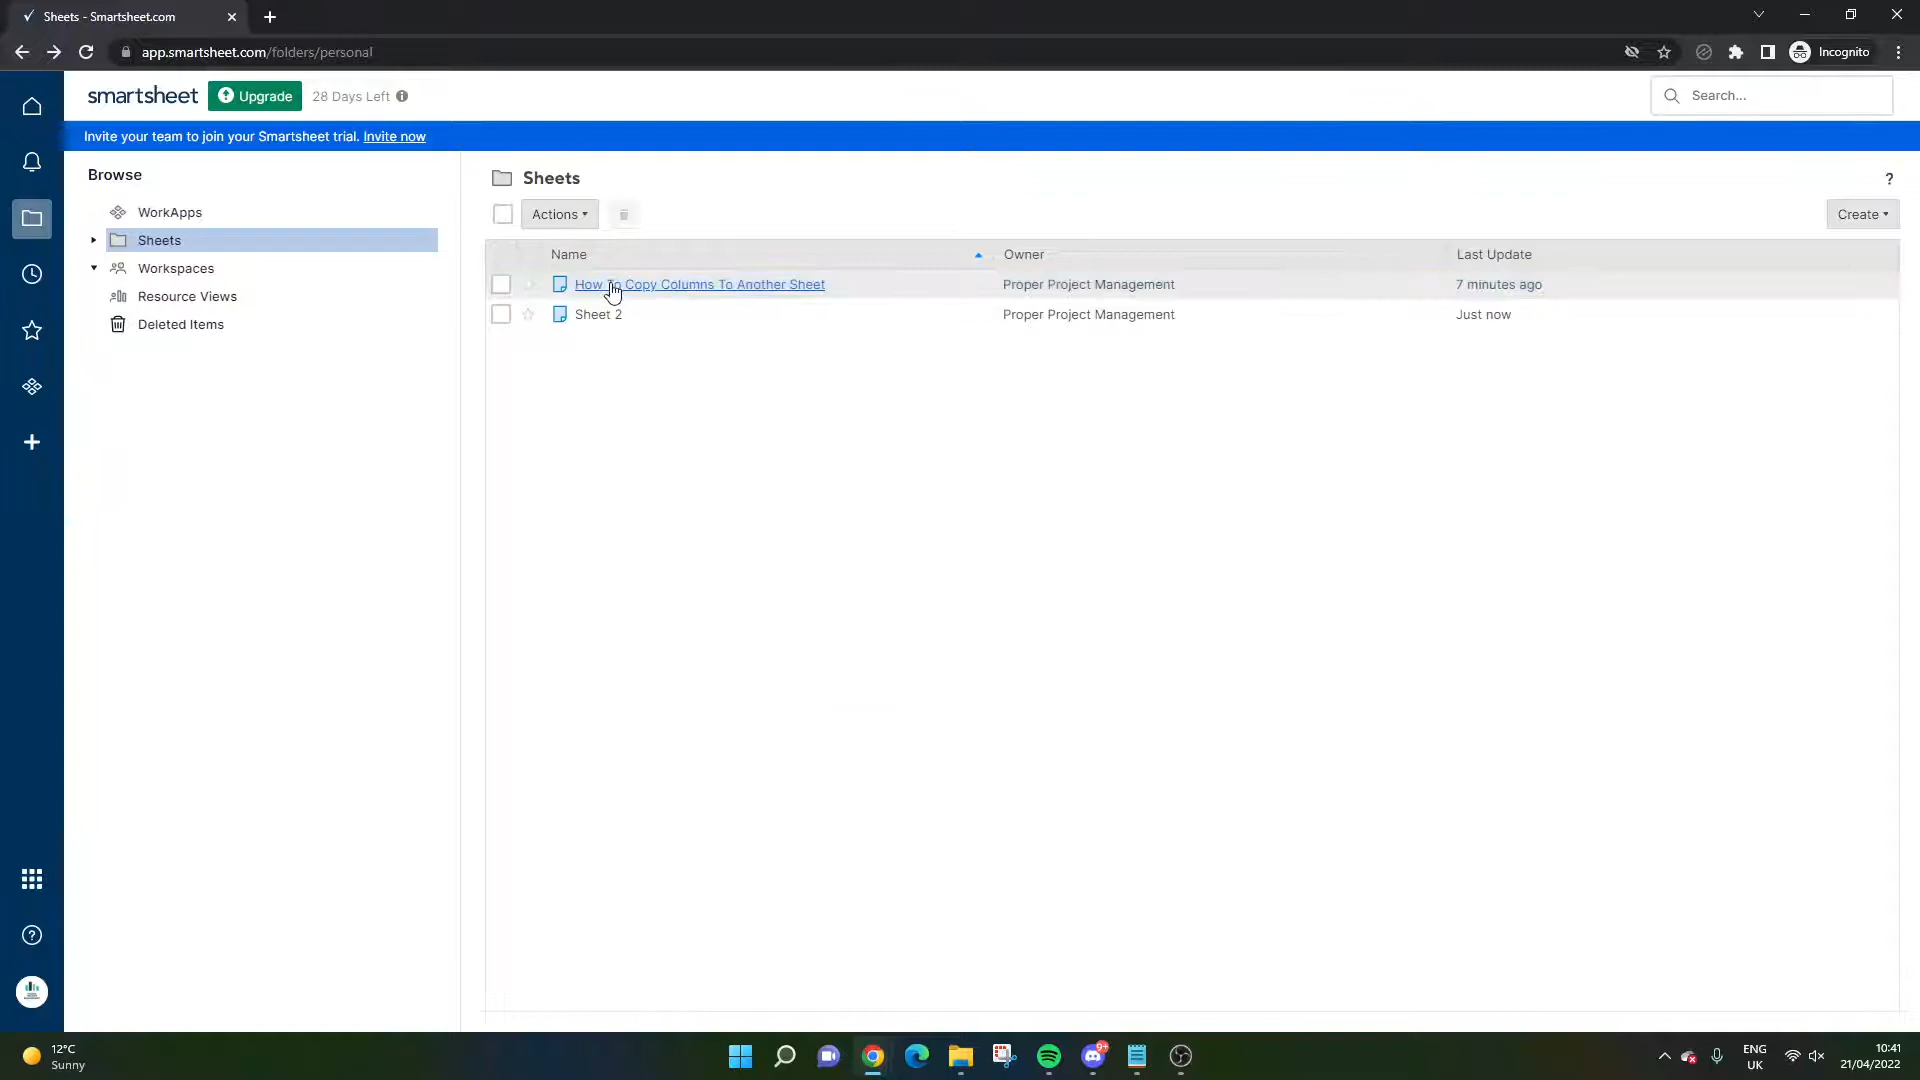 Sheets - Smartsheet.com
app.smartsheet.com/folders/personal
Incognito
smartsheet
Upgrade
28 Days Left
Search...
Invite your team to join your Smartsheet trial. Invite now
Browse
WorkApps
Sheets
Workspaces
Resource Views
Deleted Items
Sheets
?
Actions
Create
Name Owner Last Update
How To Copy Columns To Another Sheet Proper Project Management 7 minutes ago
Sheet 2 Proper Project Management Just now
12°C
Sunny
9+
ENG
UK
10:41
21/04/2022